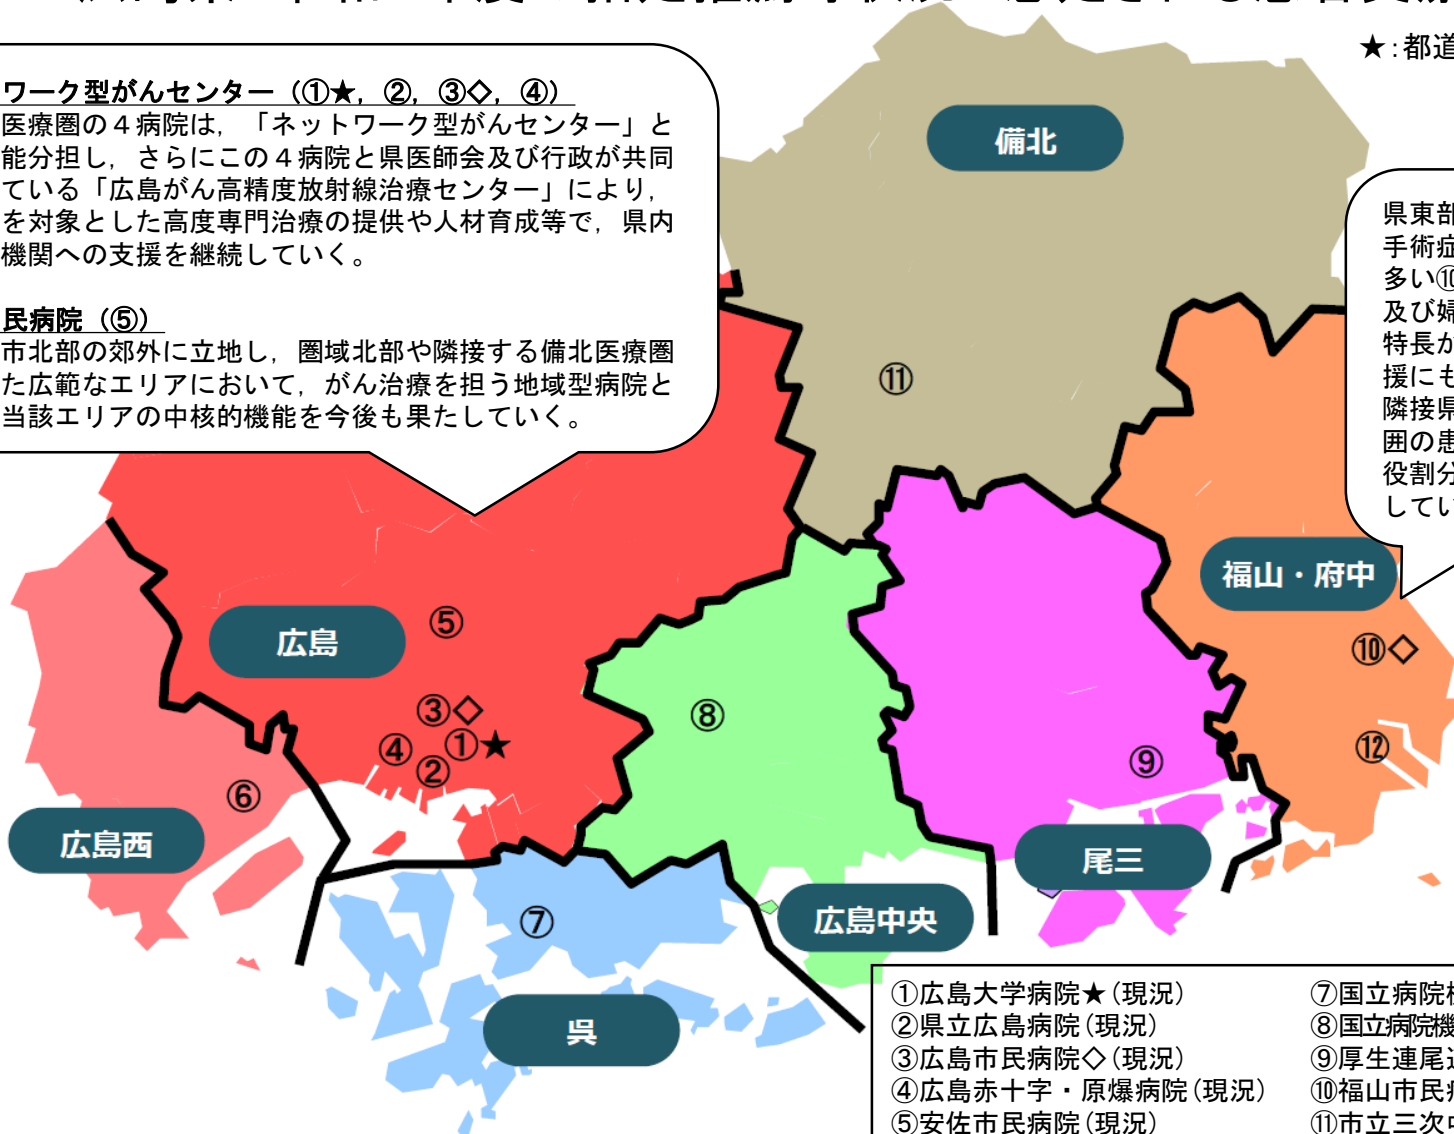 ★：都道
ワーク型がんセンター（①★，②，③◇，④）
医療圏の４病院は，「ネットワーク型がんセンター」と
能分担し，さらにこの４病院と県医師会及び行政が共同
ている「広島がん高精度放射線治療センター」により，
を対象とした高度専門治療の提供や人材育成等で，県内
機関への支援を継続していく。
民病院（⑤）
市北部の郊外に立地し，圏域北部や隣接する備北医療圏
た広範なエリアにおいて，がん治療を担う地域型病院と
当該エリアの中核的機能を今後も果たしていく。
備北
県東部
手術症
多い⑩
及び婦
特長が
援にも
隣接県
囲の患
役割分
してい
⑪
福山・府中
広島
⑤
⑩◇
③◇
⑧
①★
④
②
⑫
⑨
⑥
広島西
尾三
⑦
広島中央
呉
①広島大学病院★(現況)
②県立広島病院(現況)
③広島市民病院◇(現況)
④広島赤十字・原爆病院(現況)
⑤安佐市民病院(現況)
⑦国立病院機
⑧国立病院機
⑨厚生連尾道
⑩福山市民病
⑪市立三次中